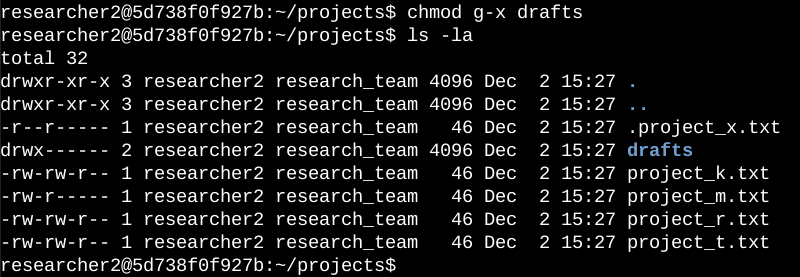 researcher2@5d738f0f927b:~/projects$ chmod g-x drafts
researcher2@5d738f0f927b:~/projects$ ls -la
total 32
drwxr-xr-x 3 researcher2 research_team 4096 Dec  2 15:27 .
drwxr-xr-x 3 researcher2 research_team 4096 Dec  2 15:27 ..
-r--r----- 1 researcher2 research_team   46 Dec  2 15:27 .project_x.txt
drwx------ 2 researcher2 research_team 4096 Dec  2 15:27 drafts
-rw-rw-r-- 1 researcher2 research_team   46 Dec  2 15:27 project_k.txt
-rw-r----- 1 researcher2 research_team   46 Dec  2 15:27 project_m.txt
-rw-rw-r-- 1 researcher2 research_team   46 Dec  2 15:27 project_r.txt
-rw-rw-r-- 1 researcher2 research_team   46 Dec  2 15:27 project_t.txt
researcher2@5d738f0f927b:~/projects$